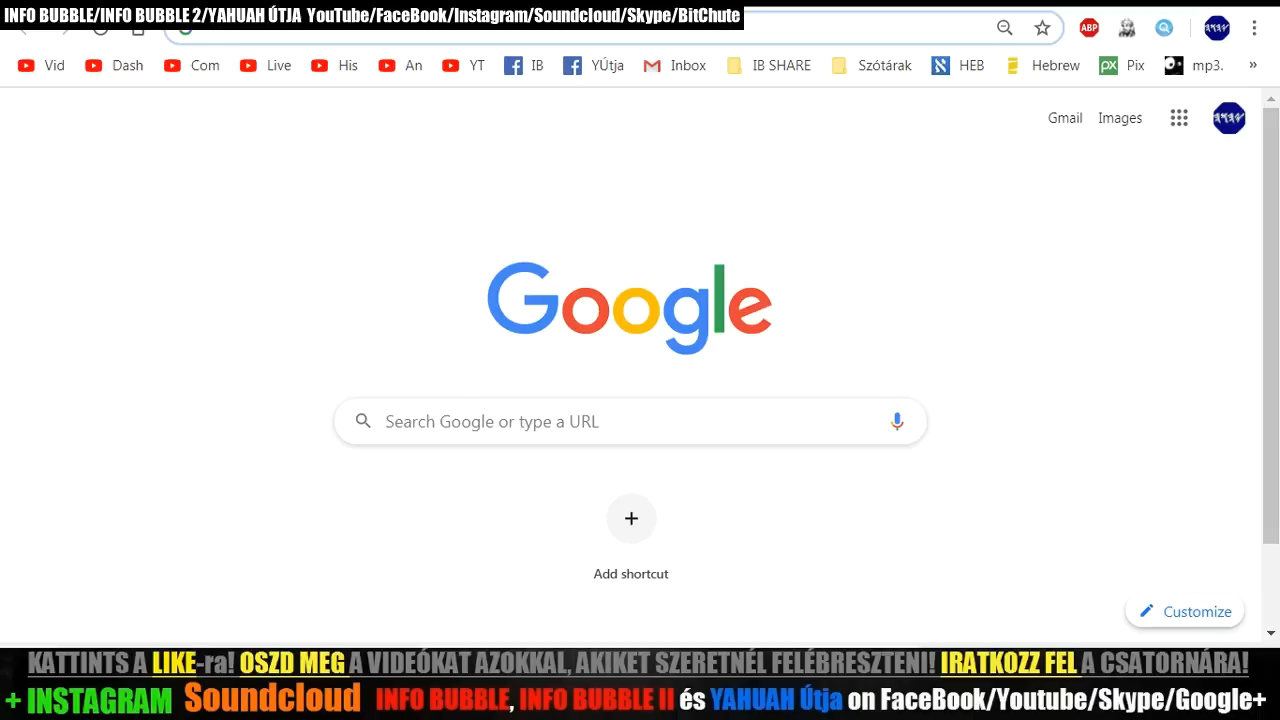 INFO BUBBLE/INFO BUBBLE 2/YAHUAH ÚTJA YouTube/FaceBook/Instagram/Soundcloud/Skype/BitChute
ABP
Vid Dash Com Live His An YT IB YÚtja Inbox IB SHARE Szótárak HEB Hebrew px Pix mp3. »
Gmail Images
Google
Search Google or type a URL
Add shortcut
Customize
KATTINTS A LIKE-ra! OSZD MEG A VIDEÓKAT AZOKKAL, AKIKET SZERETNÉL FELÉBRESZTENI! IRATKOZZ FEL A CSATORNÁRA!
+ INSTAGRAM Soundcloud INFO BUBBLE, INFO BUBBLE II és YAHUAH Útja on FaceBook/Youtube/Skype/Google+